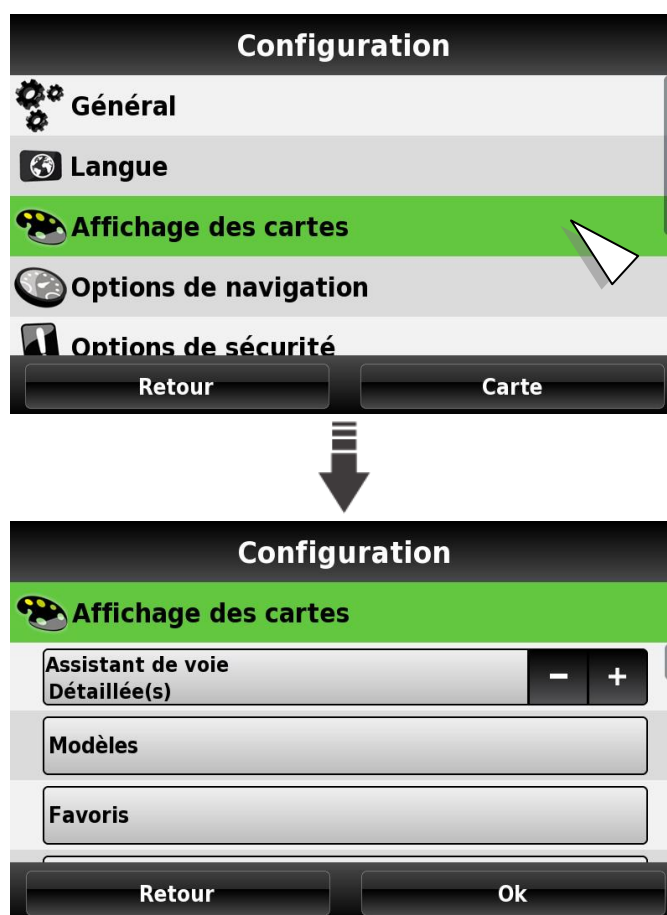 Configuration
Général
Langue
Affichage des cartes
Options de navigation
Options de sécurité
Retour
Carte
Configuration
Affichage des cartes
Assistant de voie
Détaillée(s)
− +
Modèles
Favoris
Retour
Ok